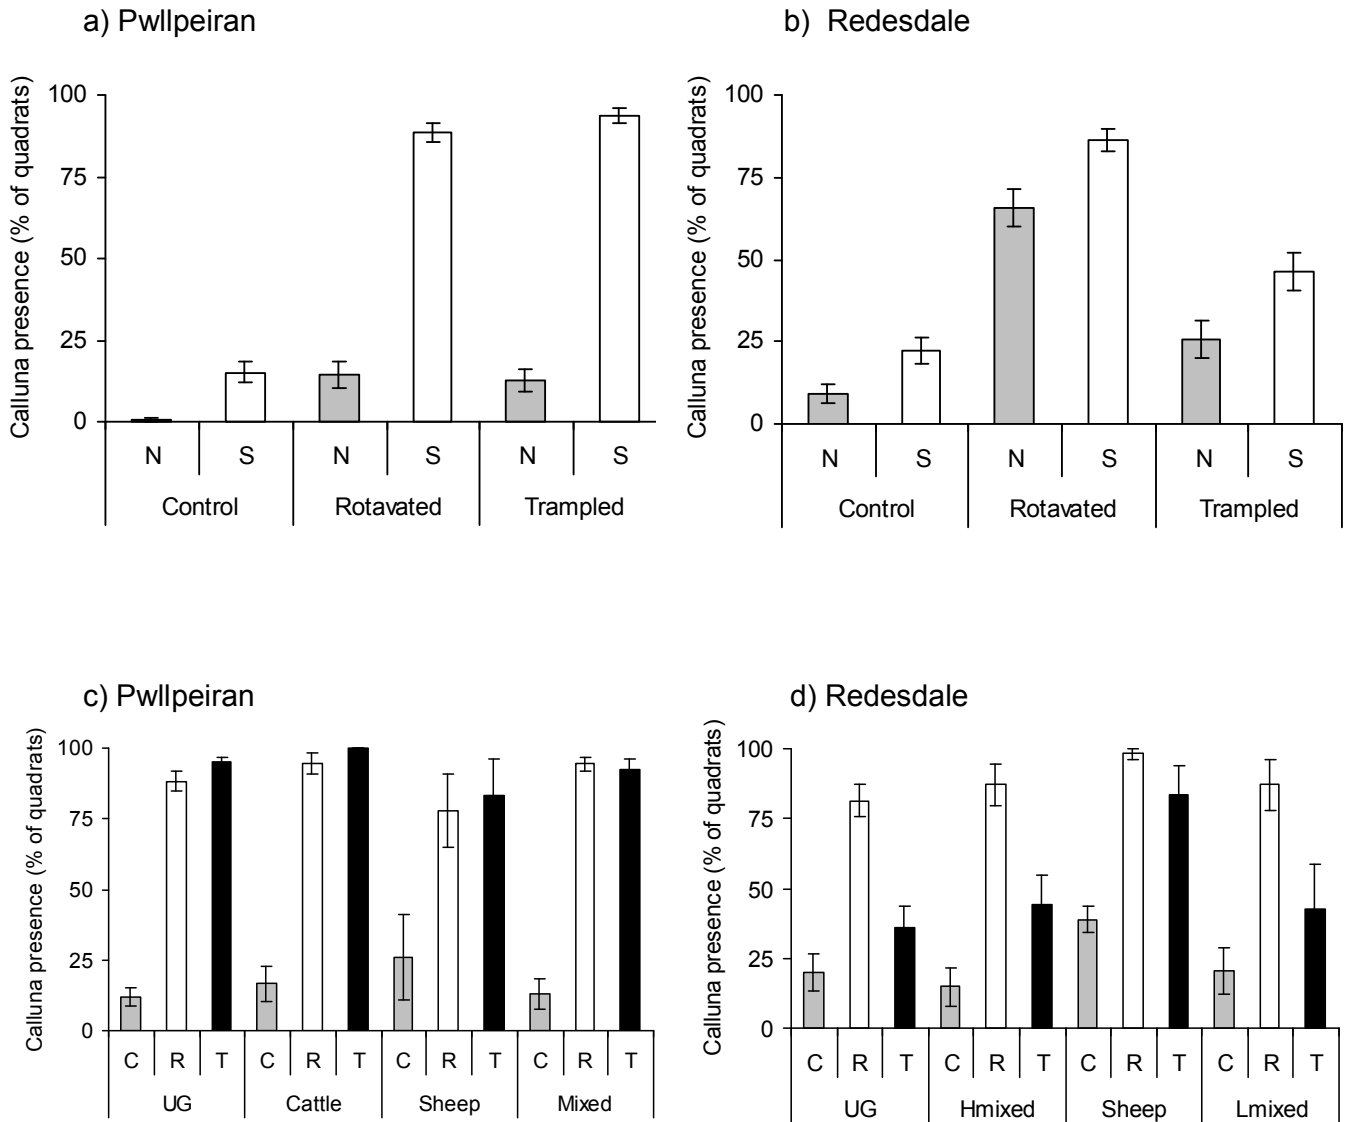 a) Pwllpeiran
Calluna presence (% of quadrats)
100
75
50
25
0
N S N S N S
Control Rotavated Trampled
b) Redesdale
Calluna presence (% of quadrats)
100
75
50
25
0
N S N S N S
Control Rotavated Trampled
c) Pwllpeiran
Calluna presence (% of quadrats)
100
75
50
25
0
C R T C R T C R T C R T
UG Cattle Sheep Mixed
d) Redesdale
Calluna presence (% of quadrats)
100
75
50
25
0
C R T C R T C R T C R T
UG Hmixed Sheep Lmixed